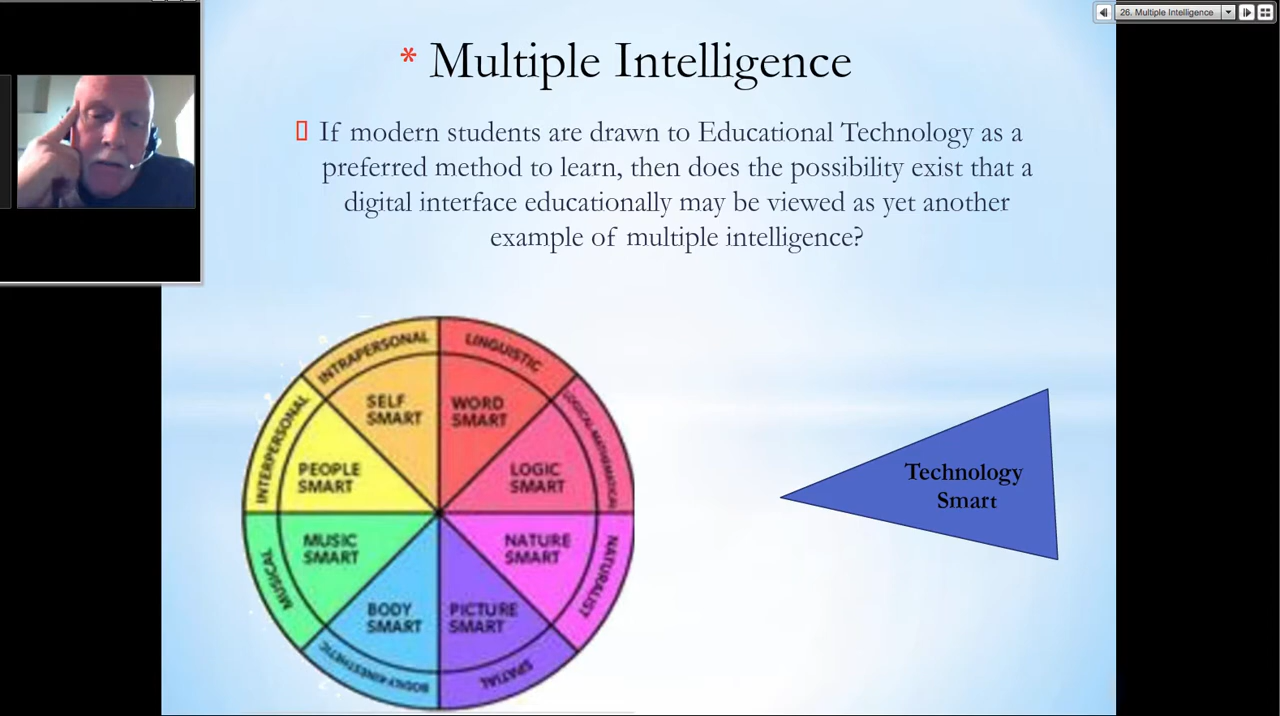 26. Multiple Intelligence
* Multiple Intelligence
If modern students are drawn to Educational Technology as a
preferred method to learn, then does the possibility exist that a
digital interface educationally may be viewed as yet another
example of multiple intelligence?
INTRAPERSONAL
LINGUISTIC
SELF
SMART
WORD
SMART
INTERPERSONAL
LOGICAL-MATHEMATICAL
PEOPLE
SMART
LOGIC
SMART
MUSIC
SMART
NATURE
SMART
MUSICAL
NATURALIST
BODY
SMART
PICTURE
SMART
BODILY-KINESTHETIC
SPATIAL
Technology
Smart